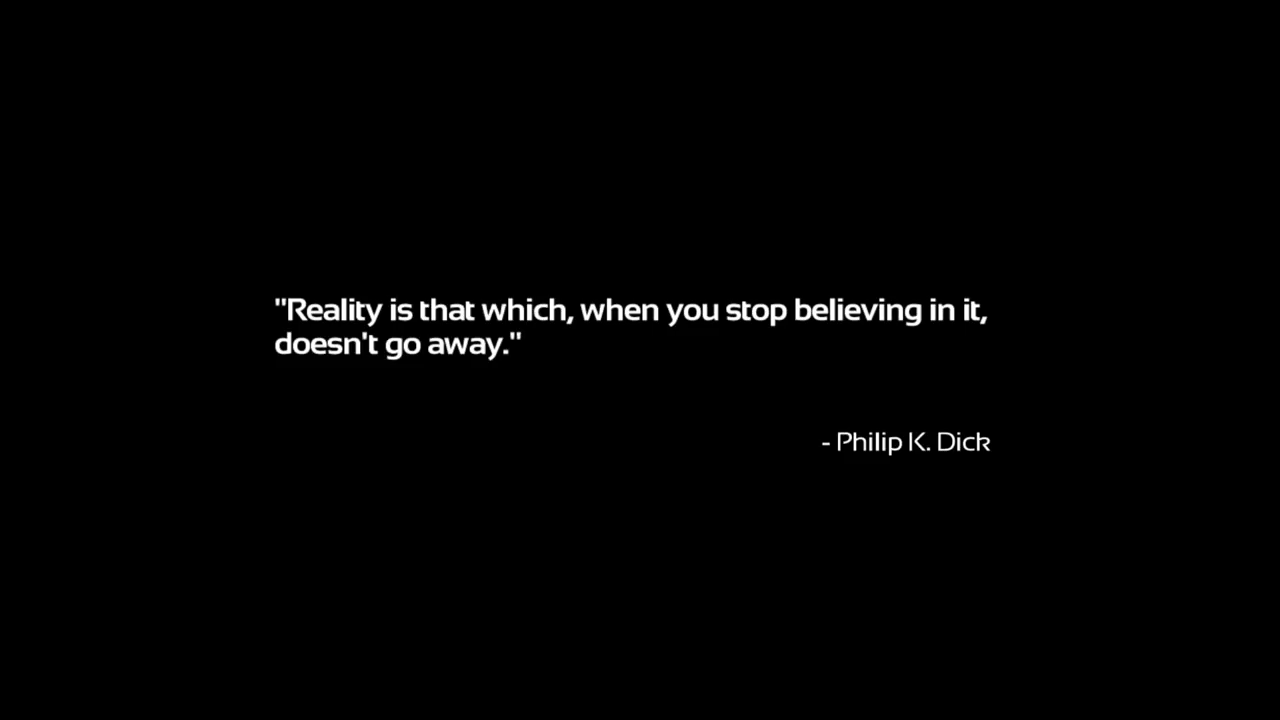 "Reality is that which, when you stop believing in it,
doesn't go away."
- Philip K. Dick